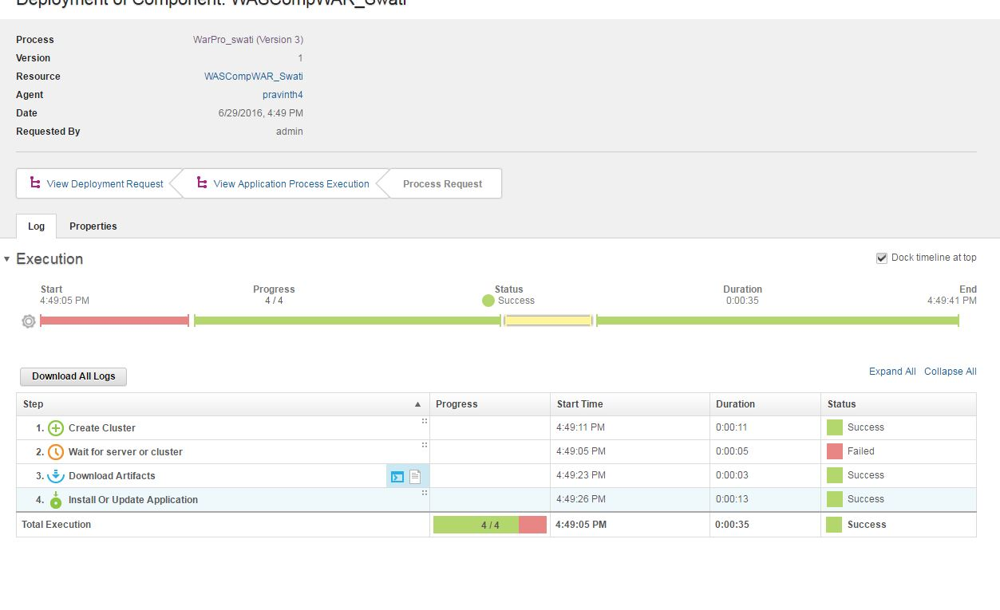 Deployment of Component: WASCompWAR_Swati
Process WarPro_swati (Version 3)
Version 1
Resource WASCompWAR_Swati
Agent pravinth4
Date 6/29/2016, 4:49 PM
Requested By admin
View Deployment Request View Application Process Execution Process Request
Log Properties
Execution Dock timeline at top
Start Progress Status Duration End
4:49:05 PM 4 / 4 Success 0:00:35 4:49:41 PM
Download All Logs Expand All Collapse All
Step Progress Start Time Duration Status
1. Create Cluster 4:49:11 PM 0:00:11 Success
2. Wait for server or cluster 4:49:05 PM 0:00:05 Failed
3. Download Artifacts 4:49:23 PM 0:00:03 Success
4. Install Or Update Application 4:49:26 PM 0:00:13 Success
Total Execution 4 / 4 4:49:05 PM 0:00:35 Success